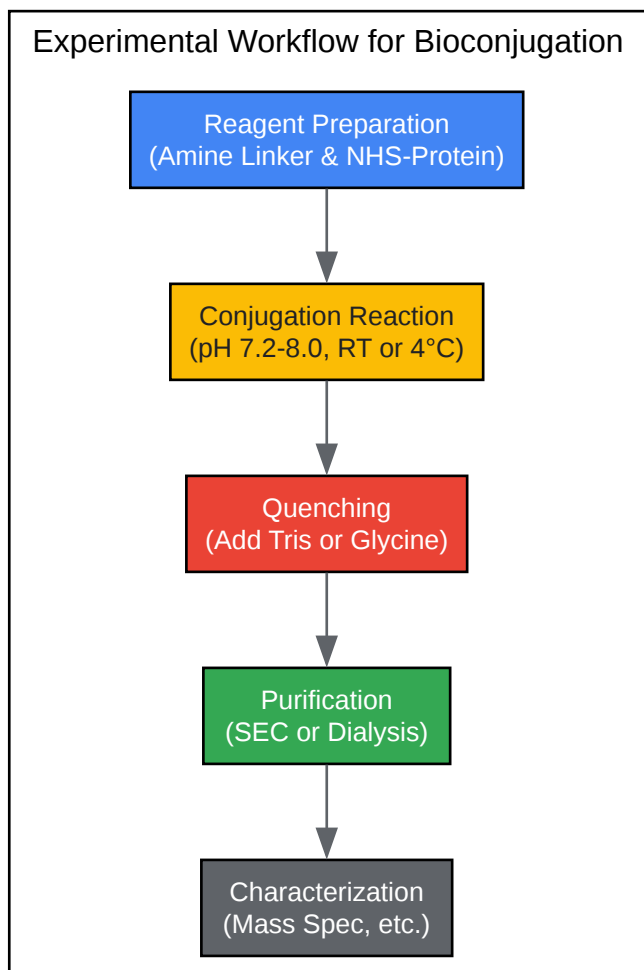 Experimental Workflow for Bioconjugation
Reagent Preparation
(Amine Linker & NHS-Protein)
Conjugation Reaction
(pH 7.2-8.0, RT or 4°C)
Quenching
(Add Tris or Glycine)
Purification
(SEC or Dialysis)
Characterization
(Mass Spec, etc.)